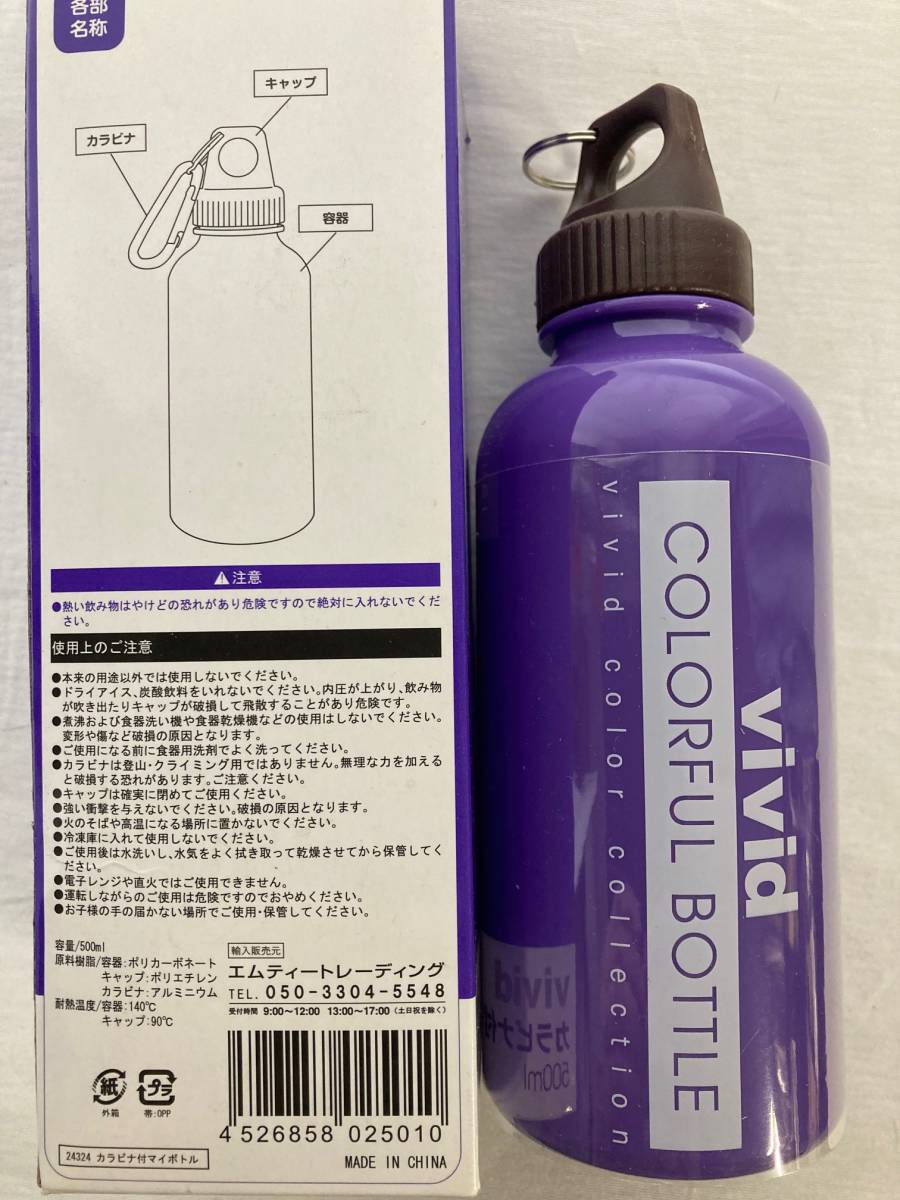 各部
名称
キャップ
カラビナ
容器
⚠注意
●熱い飲み物はやけどの恐れがあり危険ですので絶対に入れないでくだ
さい。
使用上のご注意
●本来の用途以外では使用しないでください。
●ドライアイス、炭酸飲料をいれないでください。内圧が上がり、飲み物
が吹き出たりキャップが破損して飛散することがあり危険です。
●煮沸および食器洗い機や食器乾燥機などの使用はしないでください。
変形や傷など破損の原因となります。
●ご使用になる前に食器用洗剤でよく洗ってください。
●カラビナは登山・クライミング用ではありません。無理な力を加える
と破損する恐れがあります。ご注意ください。
●キャップは確実に閉めてご使用ください。
●強い衝撃を与えないでください。破損の原因となります。
●火のそばや高温になる場所に置かないでください。
●冷凍庫に入れて使用しないでください。
●ご使用後は水洗いし、水気をよく拭き取って乾燥させてから保管してく
ださい。
●電子レンジや直火ではご使用できません。
●運転しながらのご使用は危険ですのでおやめください。
●お子様の手の届かない場所でご使用・保管してください。
容量/500ml
原料樹脂/容器:ポリカーボネート
キャップ:ポリエチレン
カラビナ:アルミニウム
耐熱温度/容器:140℃
キャップ:90℃
輸入販売元
エムティートレーディング
TEL. 050-3304-5548
受付時間 9:00〜12:00 13:00〜17:00 (土日祝を除く)
紙
外箱
プラ
帯:OPP
4 526858 025010
24324 カラビナ付マイボトル
MADE IN CHINA
vivid
COLORFUL BOTTLE
vivid color collection
vivid
カラビナ付
500ml